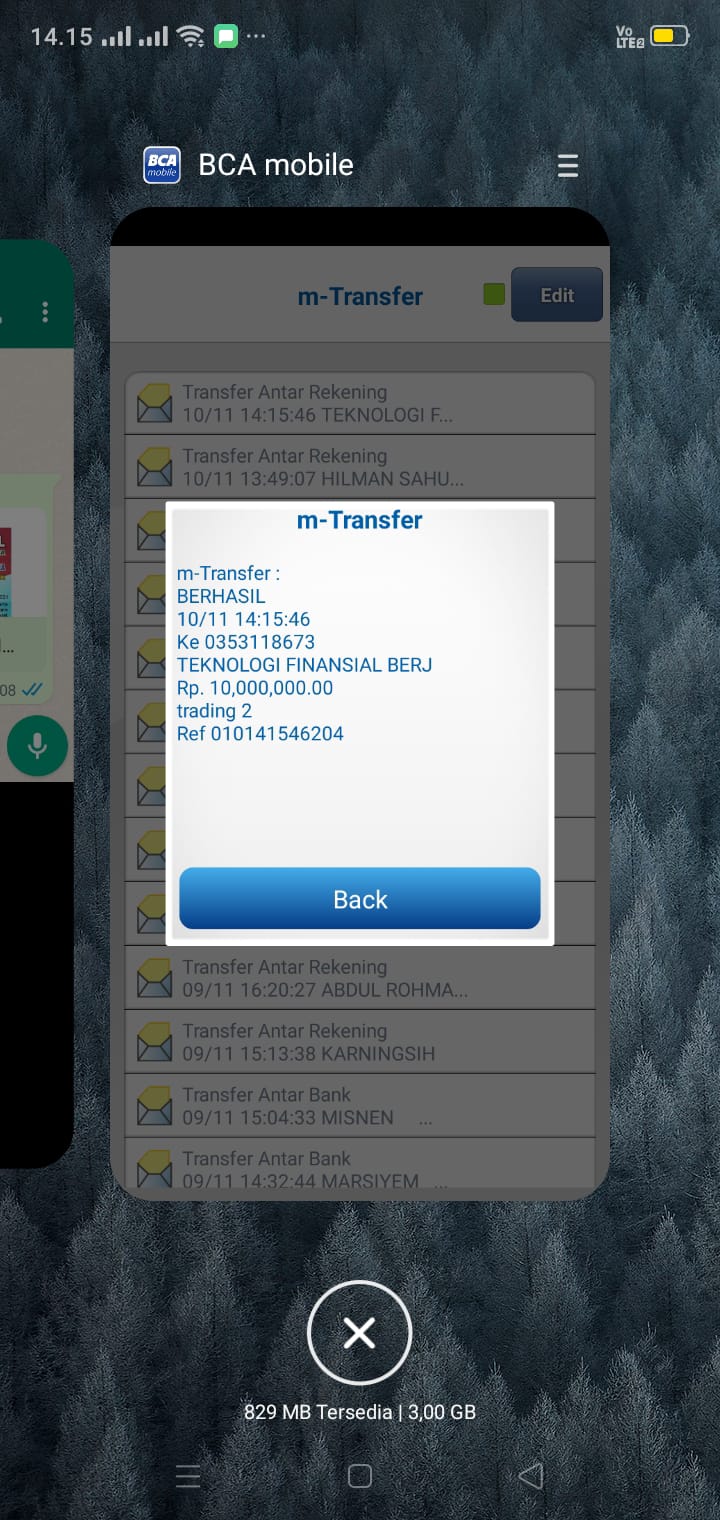 14.15
Vo
LTE2
BCA mobile
BCA mobile
m-Transfer
Edit
Transfer Antar Rekening
10/11 14:15:46 TEKNOLOGI F...
Transfer Antar Rekening
10/11 13:49:07 HILMAN SAHU...
m-Transfer
m-Transfer :
BERHASIL
10/11 14:15:46
Ke 0353118673
TEKNOLOGI FINANSIAL BERJ
Rp. 10,000,000.00
trading 2
Ref 010141546204
Back
08
Transfer Antar Rekening
09/11 16:20:27 ABDUL ROHMA...
Transfer Antar Rekening
09/11 15:13:38 KARNINGSIH
Transfer Antar Bank
09/11 15:04:33 MISNEN ...
Transfer Antar Bank
09/11 14:32:44 MARSIYEM ...
829 MB Tersedia | 3,00 GB